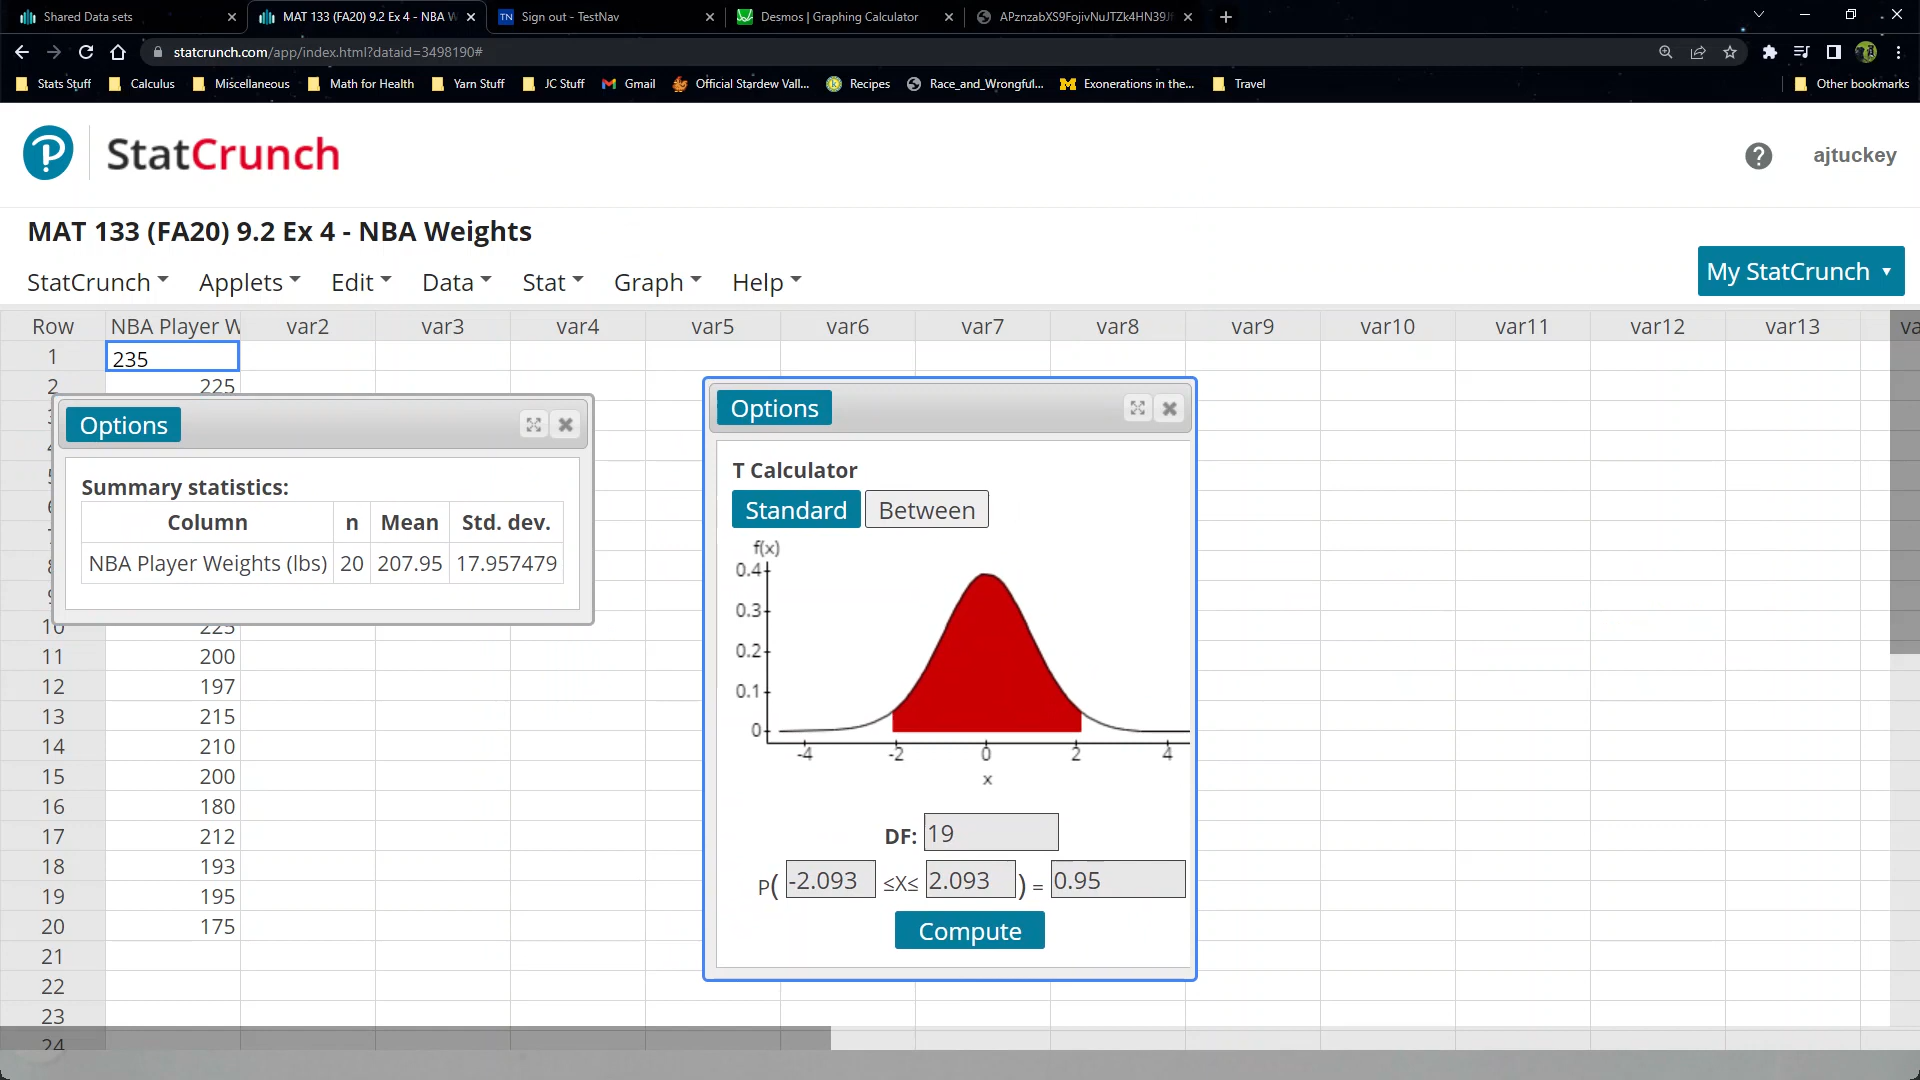 Shared Data sets
MAT 133 (FA20) 9.2 Ex 4 - NBA W
TN Sign out - TestNav
Desmos | Graphing Calculator
statcrunch.com/app/index.html?dataid=3498190#
Stats Stuff
Calculus
Miscellaneous
Math for Health
Yarn Stuff
JC Stuff
Gmail
Official Stardew Vall...
Recipes
Race_and_Wrongful...
Exonerations in the...
Travel
Other bookmarks
StatCrunch
ajtuckey
MAT 133 (FA20) 9.2 Ex 4 - NBA Weights
My StatCrunch
StatCrunch Applets Edit Data Stat Graph Help
Row NBA Player W var2 var3 var4 var5 var6 var7 var8 var9 var10 var11 var12 var13 va
1 235
2 225
Options
Summary statistics:
Column n Mean Std. dev.
NBA Player Weights (lbs) 20 207.95 17.957479
10 225
11 200
12 197
13 215
14 210
15 200
16 180
17 212
18 193
19 195
20 175
21
22
23
24
Options
T Calculator
Standard Between
f(x)
0.4
0.3
0.2
0.1
0
-4 -2 0 2 4
x
DF: 19
P( -2.093 ≤X≤ 2.093 ) = 0.95
Compute